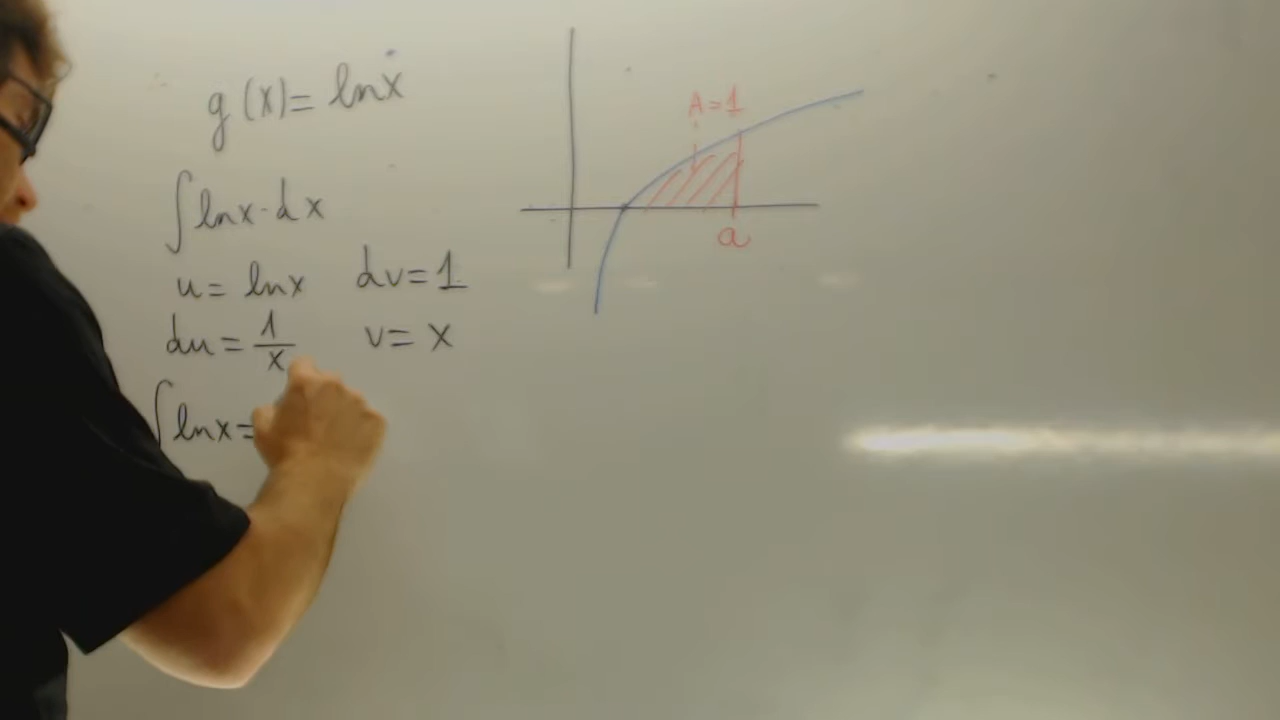 g(x) = lnx
∫lnx·dx
u = lnx dv = 1
du = 1/x v = x
∫lnx =
A = 1
a